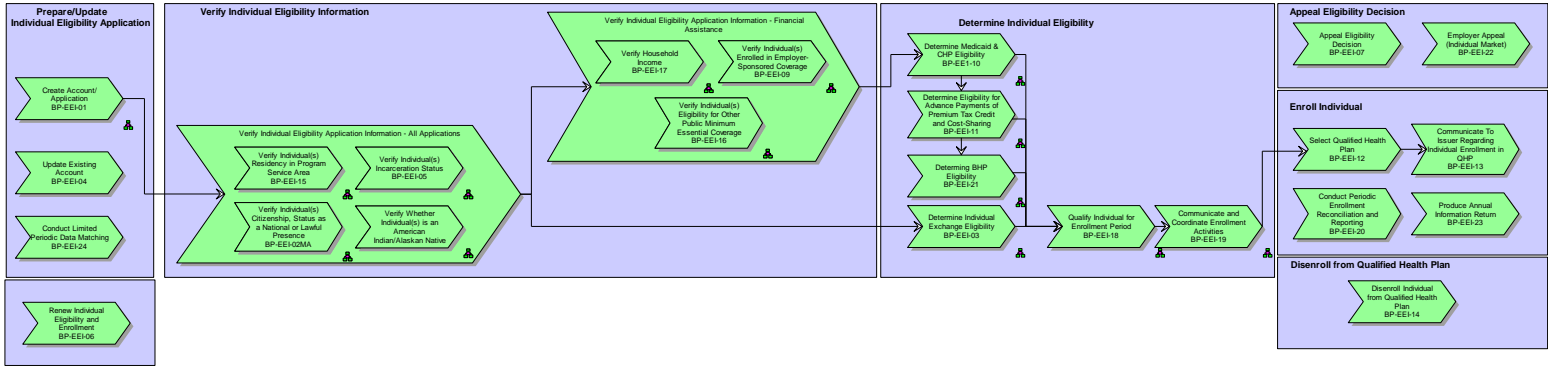 Prepare/Update
Individual Eligibility Application
Create Account/
Application
BP-EEI-01
Update Existing
Account
BP-EEI-04
Conduct Limited
Periodic Data Matching
BP-EEI-24
Renew Individual
Eligibility and
Enrollment
BP-EEI-06
Verify Individual Eligibility Information
Verify Individual Eligibility Application Information - All Applications
Verify Individual(s)
Residency in Program
Service Area
BP-EEI-15
Verify Individual(s)
Incarceration Status
BP-EEI-05
Verify Individual(s)
Citizenship, Status as
a National or Lawful
Presence
BP-EEI-02MA
Verify Whether
Individual(s) is an
American
Indian/Alaskan Native
Verify Individual Eligibility Application Information - Financial
Assistance
Verify Household
Income
BP-EEI-17
Verify Individual(s)
Enrolled in Employer-
Sponsored Coverage
BP-EEI-09
Verify Individual(s)
Eligibility for Other
Public Minimum
Essential Coverage
BP-EEI-16
Determine Individual Eligibility
Determine Medicaid &
CHP Eligibility
BP-EE1-10
Determine Eligibility for
Advance Payments of
Premium Tax Credit
and Cost-Sharing
BP-EEI-11
Determing BHP
Eligibility
BP-EEI-21
Determine Individual
Exchange Eligibility
BP-EEI-03
Qualify Individual for
Enrollment Period
BP-EEI-18
Communicate and
Coordinate Enrollment
Activities
BP-EEI-19
Appeal Eligibility Decision
Appeal Eligibility
Decision
BP-EEI-07
Employer Appeal
(Individual Market)
BP-EEI-22
Enroll Individual
Select Qualified Health
Plan
BP-EEI-12
Communicate To
Issuer Regarding
Individual Enrollment in
QHP
BP-EEI-13
Conduct Periodic
Enrollment
Reconciliation and
Reporting
BP-EEI-20
Produce Annual
Information Return
BP-EEI-23
Disenroll from Qualified Health Plan
Disenroll Individual
from Qualified Health
Plan
BP-EEI-14